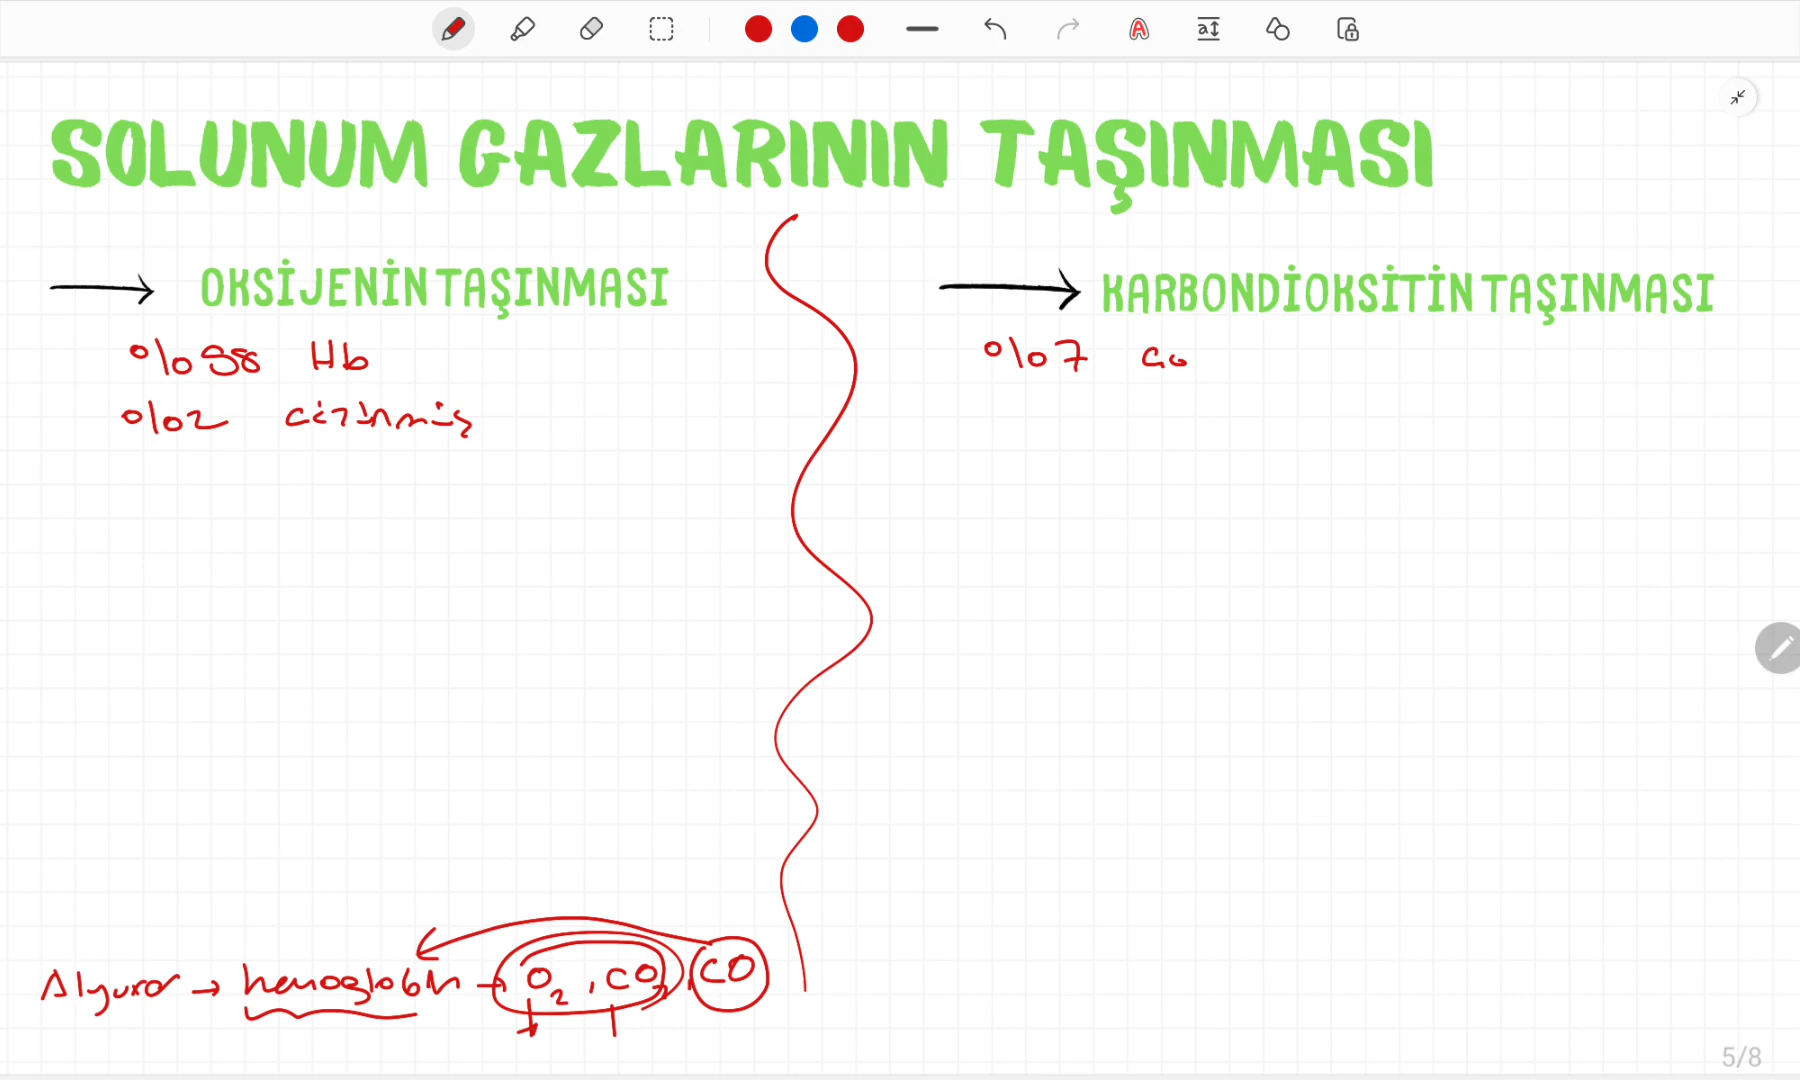 SOLUNUM GAZLARININ TAŞINMASI
→ OKSİJENİN TAŞINMASI
%98 Hb
%02 çözünmüş
→ KARBONDİOKSİTİN TAŞINMASI
%7
Alyuvar → hemoglobin → O2, CO2, CO
5/8